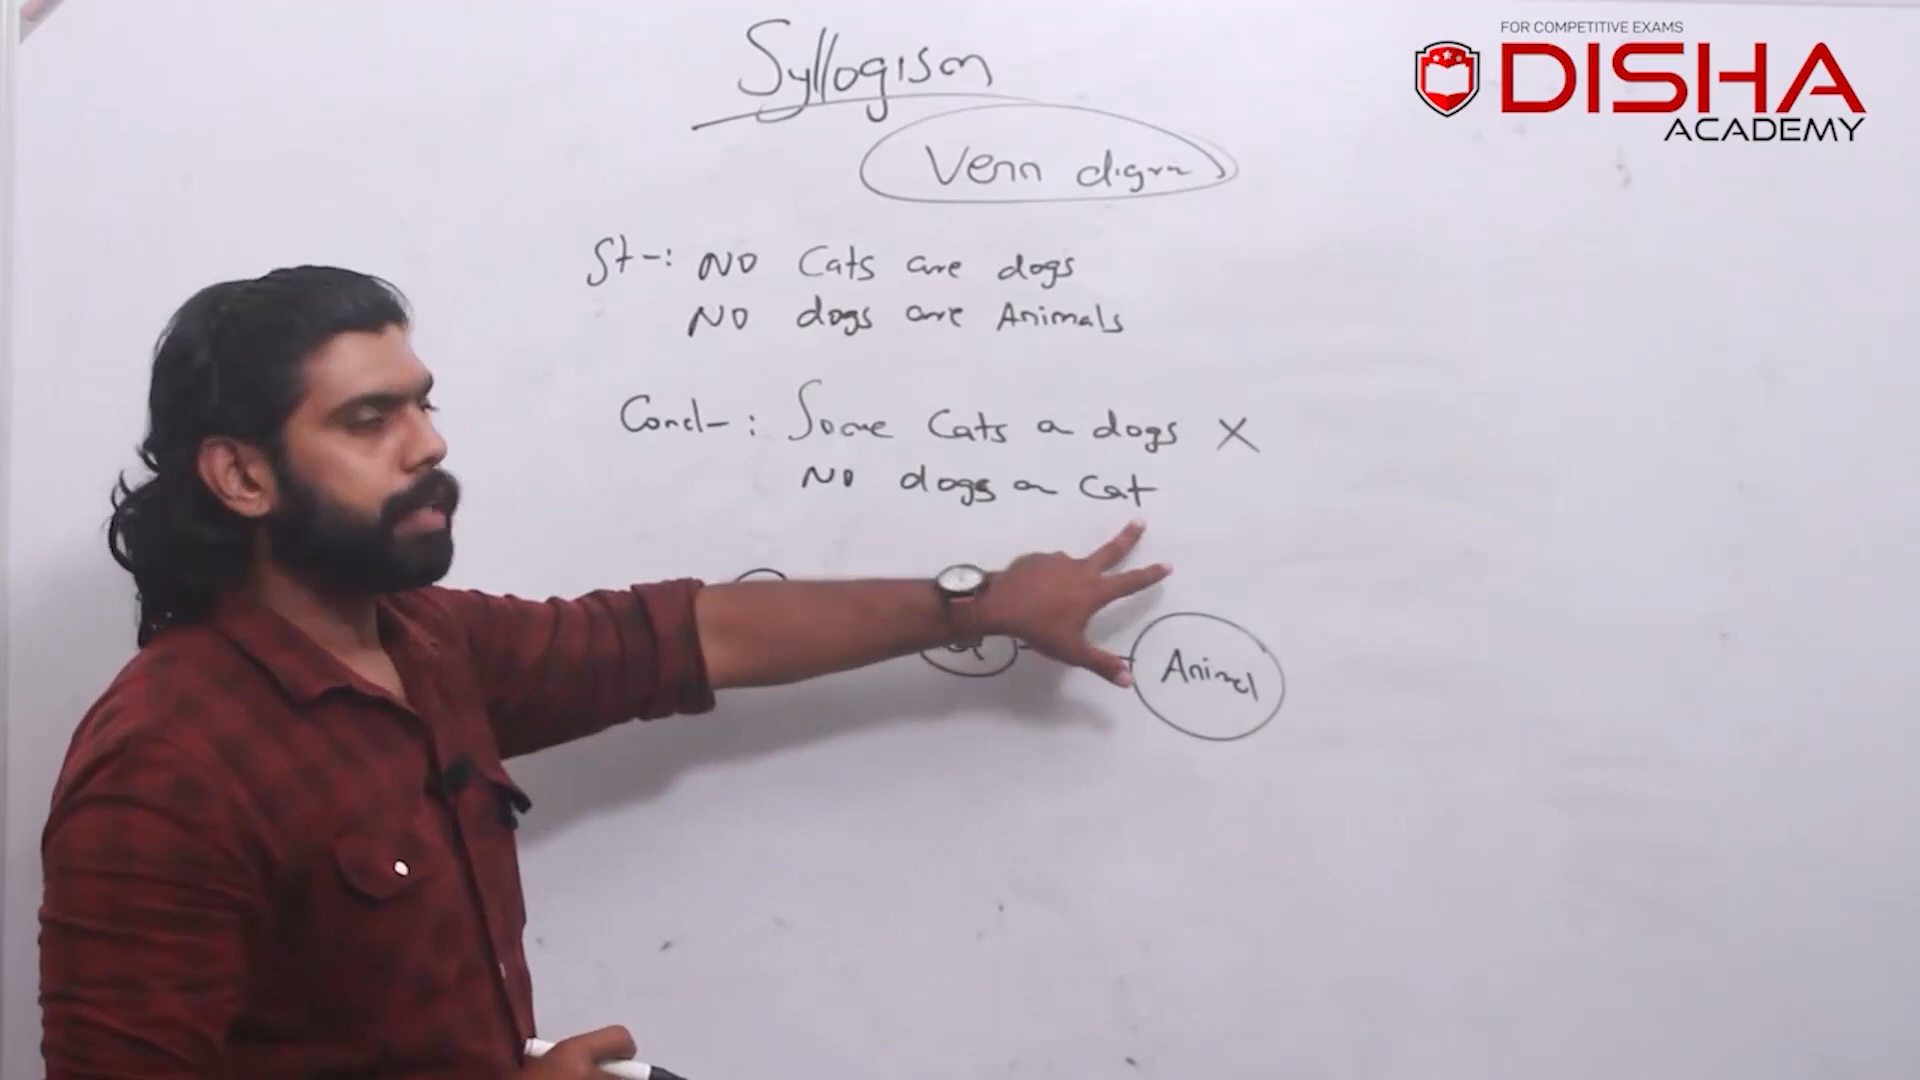 FOR COMPETITIVE EXAMS
DISHA
ACADEMY
Syllogism
Venn digra
St-: NO Cats are dogs
NO dogs are Animals
Concl-: Some Cats a dogs X
NO dogs a Cat
Animal